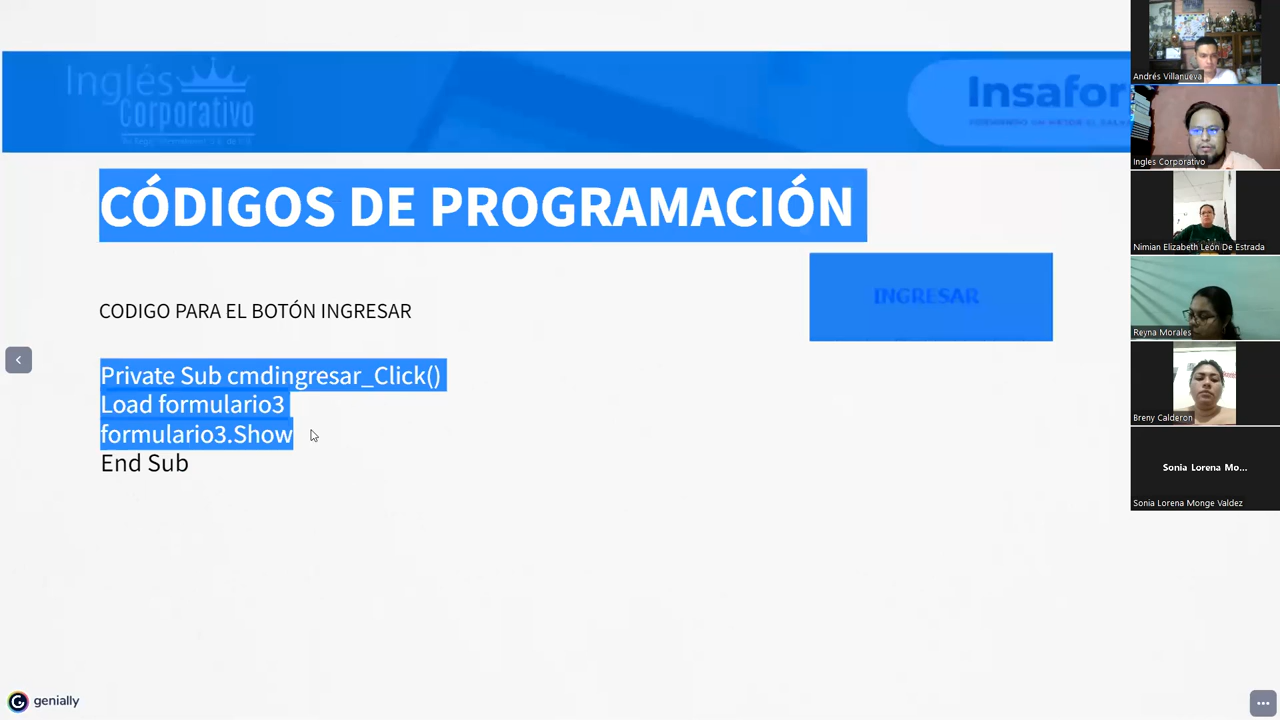 Inglés
Corporativo
Insafor
CÓDIGOS DE PROGRAMACIÓN
INGRESAR
CODIGO PARA EL BOTÓN INGRESAR
Private Sub cmdingresar_Click()
Load formulario3
formulario3.Show
End Sub
genially
Andrés Villanueva
Ingles Corporativo
Nimian Elizabeth León De Estrada
Reyna Morales
Breny Calderon
Sonia Lorena Mo...
Sonia Lorena Monge Valdez